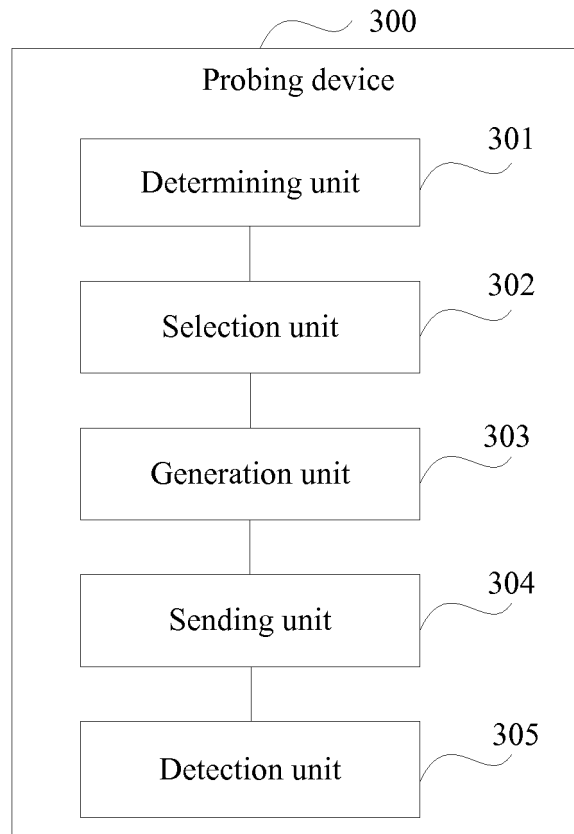 300
Probing device
301
Determining unit
302
Selection unit
303
Generation unit
304
Sending unit
305
Detection unit